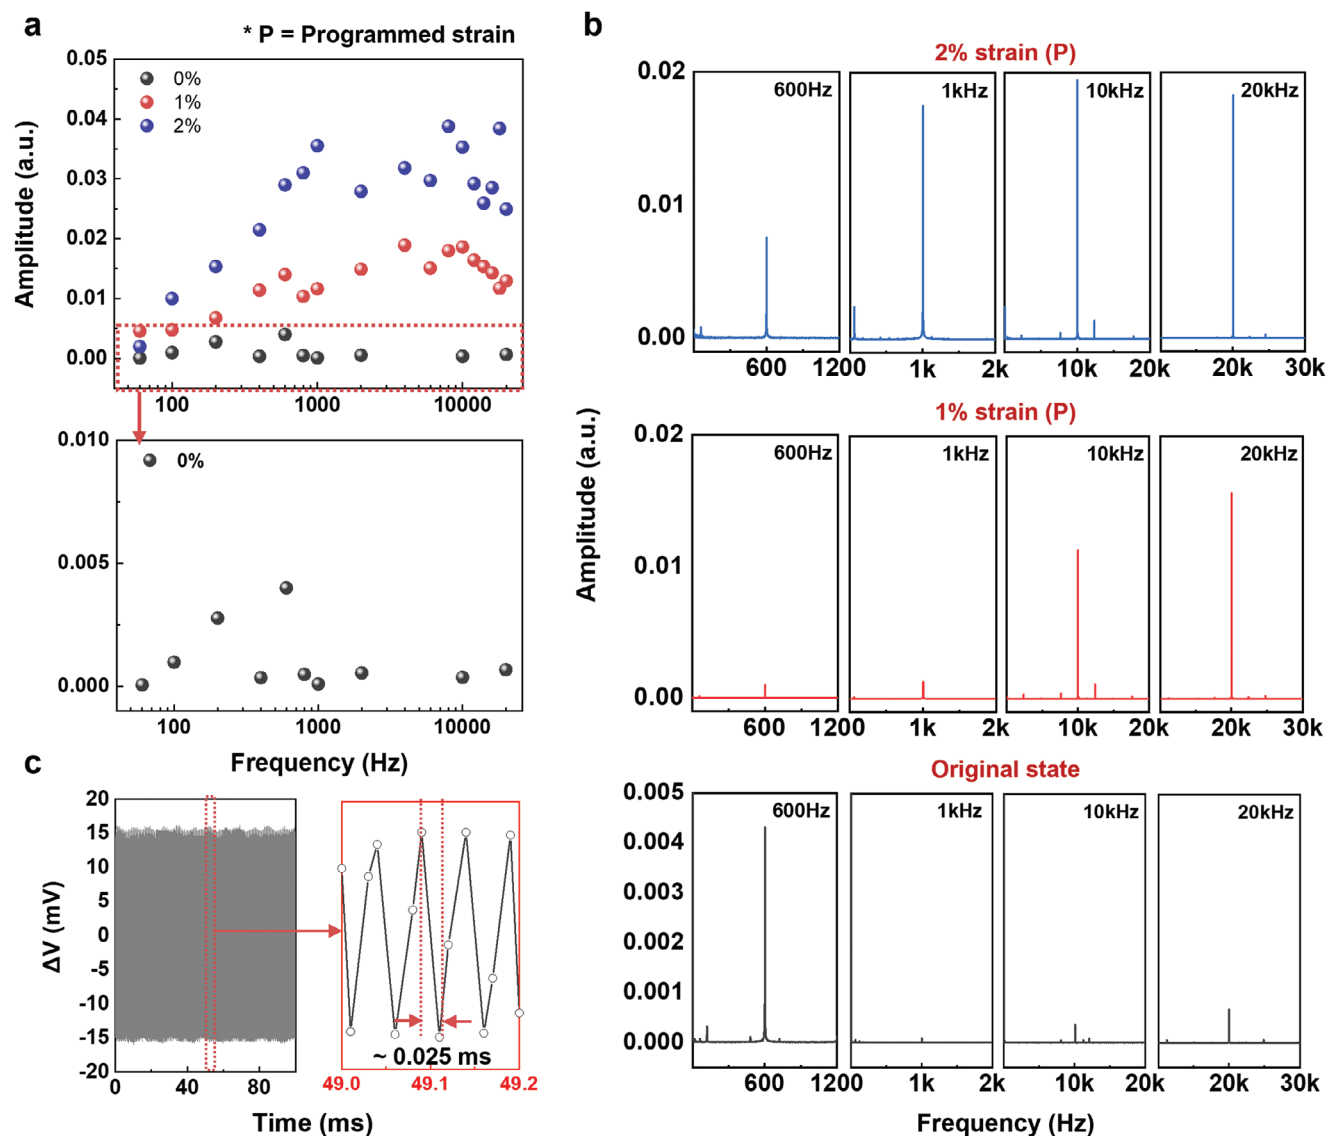 a
* P = Programmed strain
0.05
0.04
0.03
0.02
0.01
0.00
Amplitude (a.u.)
0%
1%
2%
100
1000
10000
0.010
0.005
0.000
0%
100
1000
10000
Frequency (Hz)
b
2% strain (P)
0.02
0.01
0.00
600Hz
1kHz
10kHz
20kHz
600
1200
1k
2k
10k
20k
20k
30k
1% strain (P)
Amplitude (a.u.)
0.02
0.01
0.00
600Hz
1kHz
10kHz
20kHz
600
1200
1k
2k
10k
20k
20k
30k
Original state
0.005
0.004
0.003
0.002
0.001
0.000
600Hz
1kHz
10kHz
20kHz
600
1200
1k
2k
10k
20k
20k
30k
Frequency (Hz)
c
20
15
10
5
0
-5
-10
-15
-20
ΔV (mV)
0
40
80
~ 0.025 ms
49.0
49.1
49.2
Time (ms)